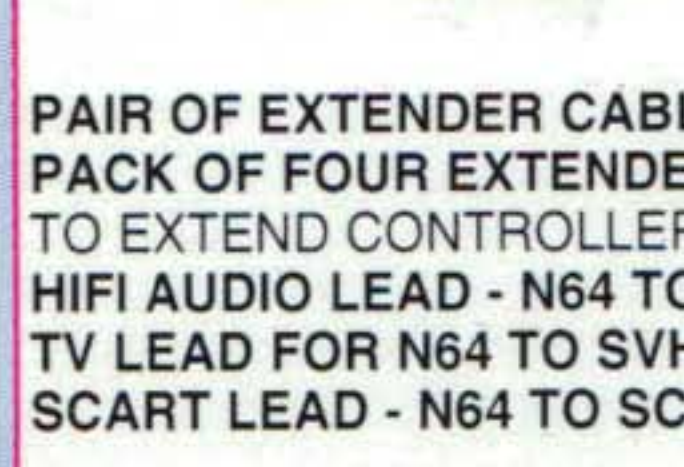 PAIR OF EXTENDER
PACK OF FOUR
TO EXTEND
HIFI AUDIO LEAD - N64
TV LEAD FOR N64 TO
SCART LEAD - N64 TO